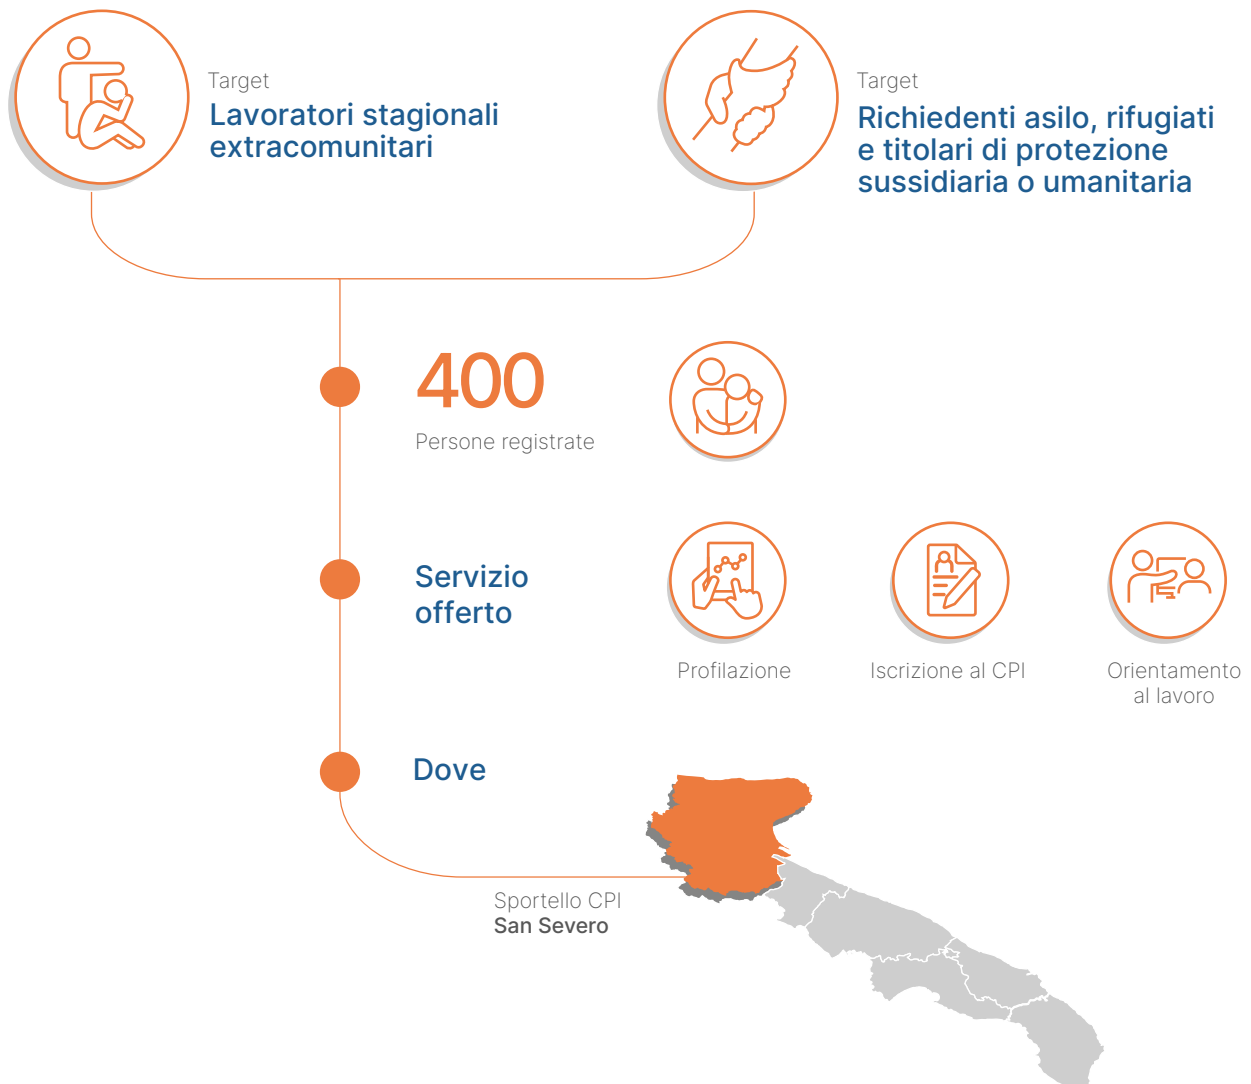 Target
Lavoratori stagionali
extracomunitari
Target
Richiedenti asilo, rifugiati
e titolari di protezione
sussidiaria o umanitaria
400
Persone registrate
Servizio
offerto
Profilazione
Iscrizione al CPI
Orientamento
al lavoro
Dove
Sportello CPI
San Severo